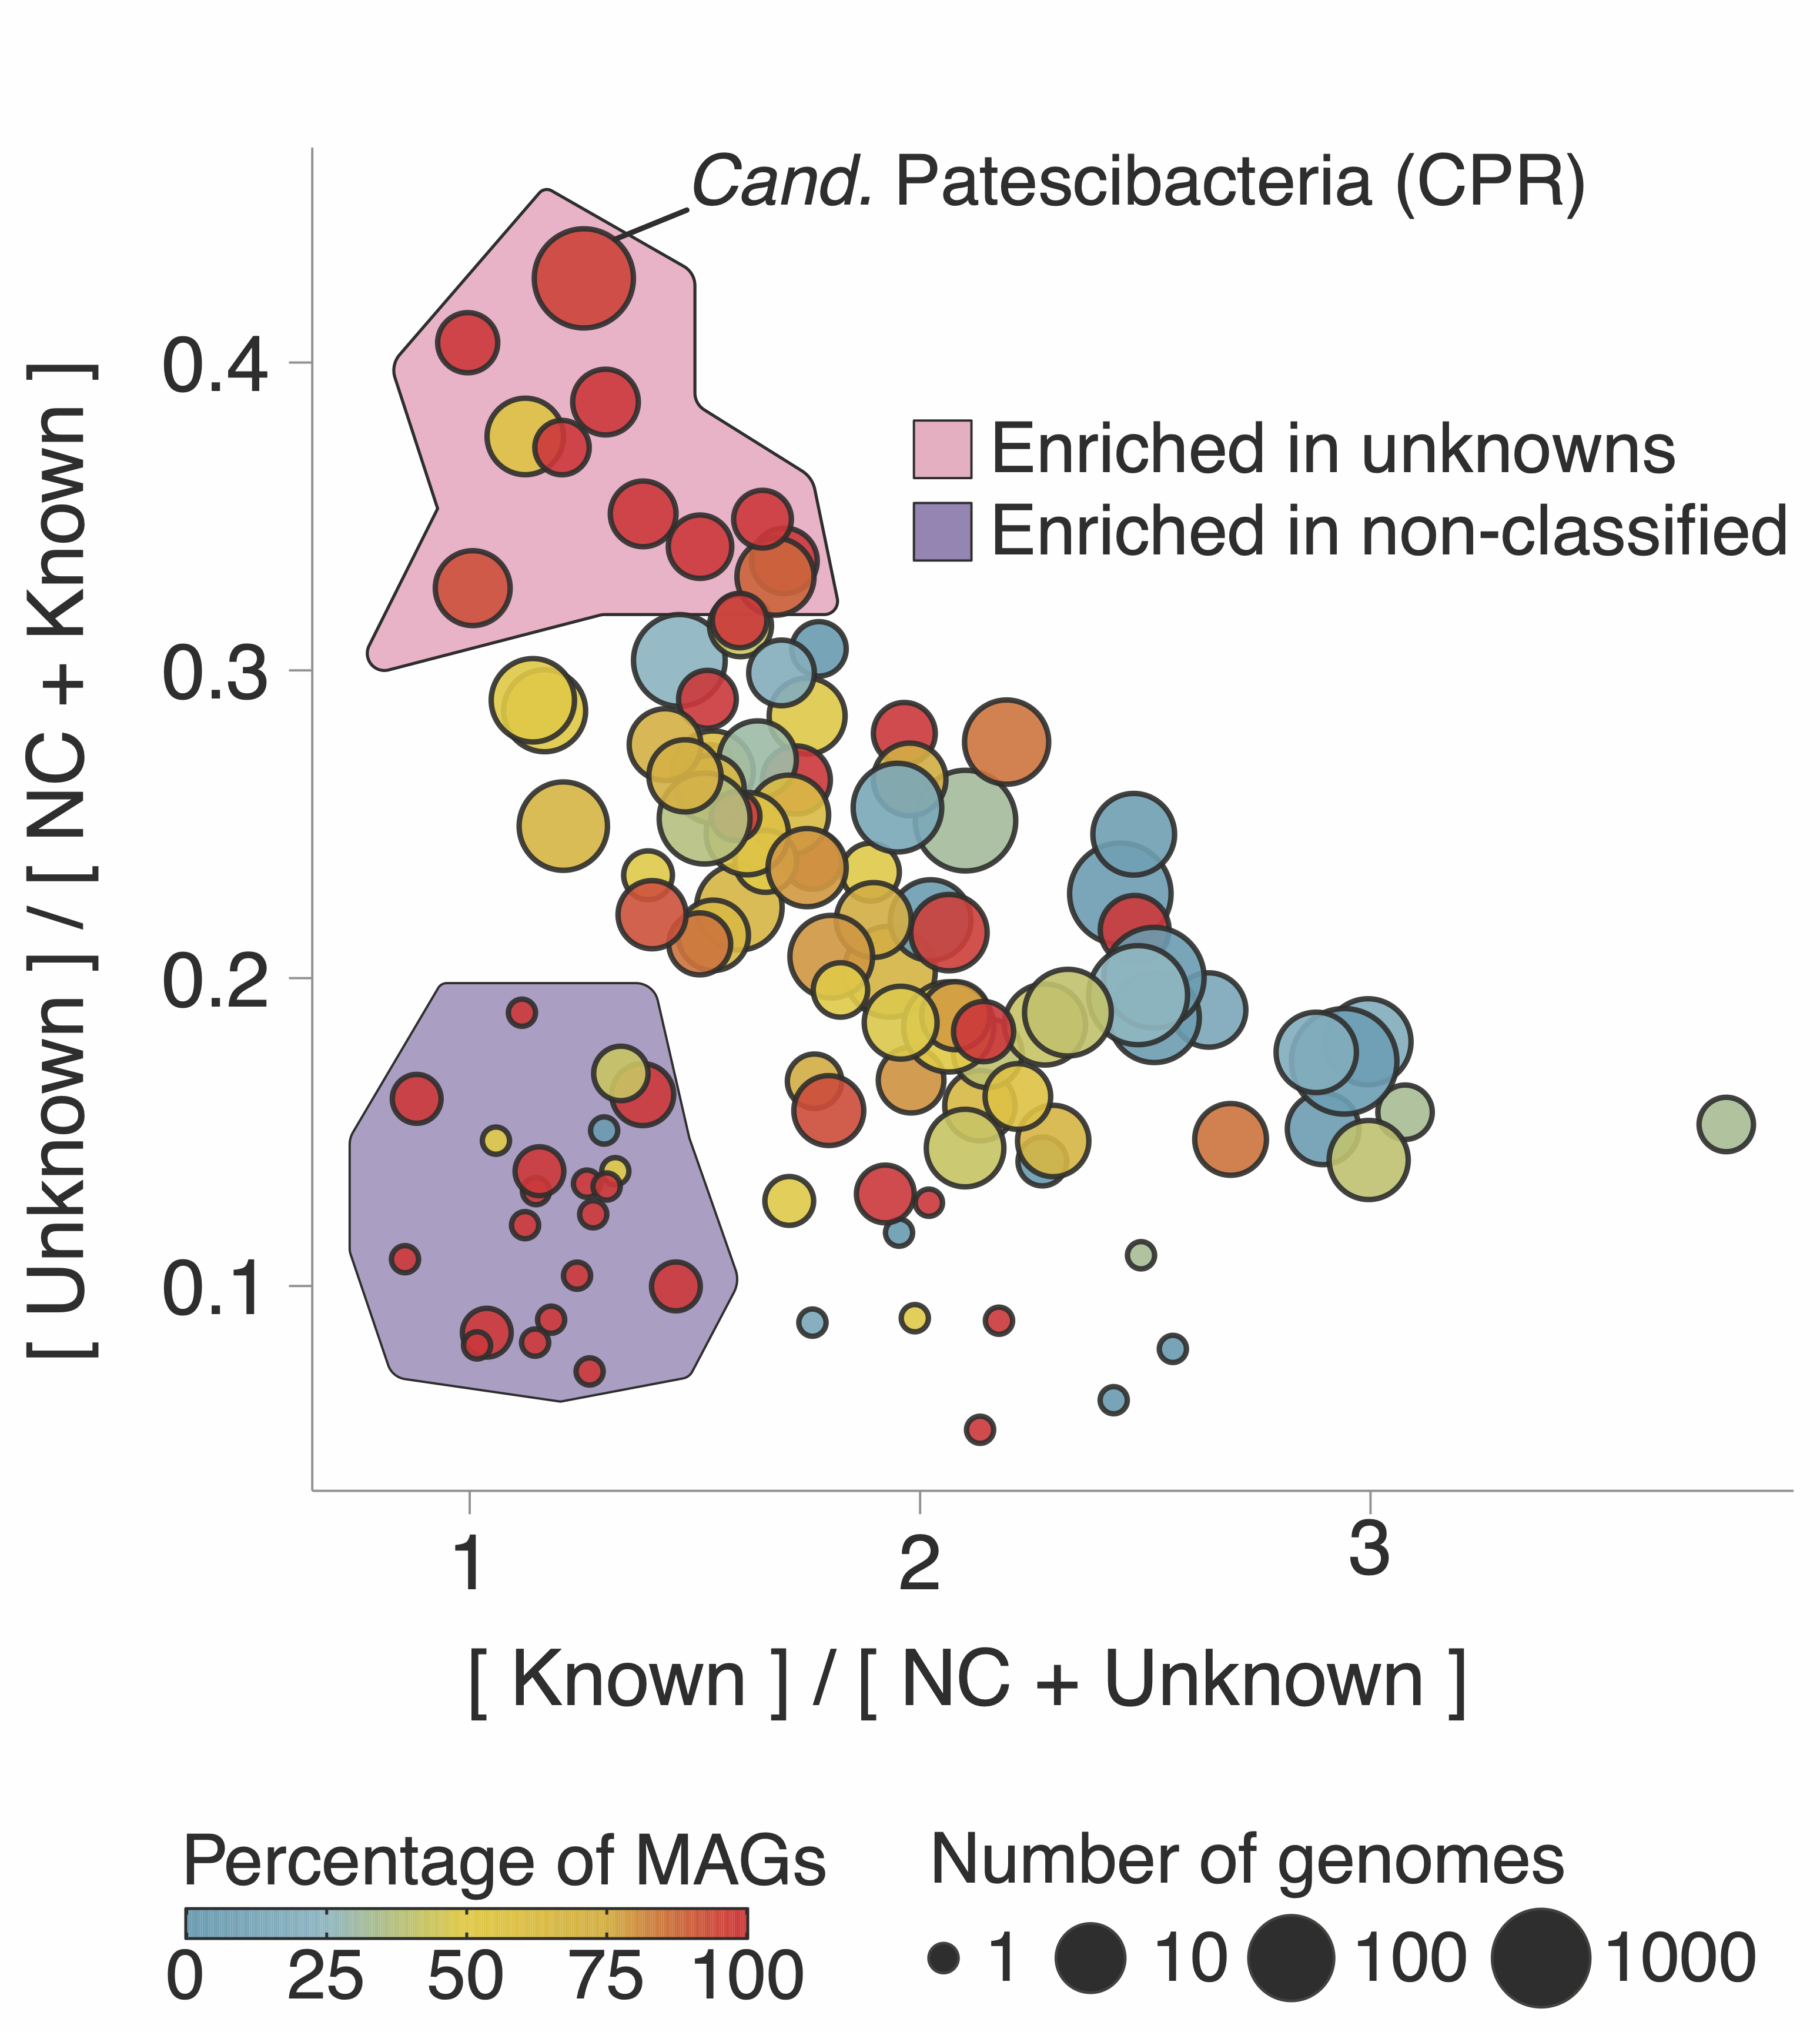 Cand. Patescibacteria (CPR)
[ Unknown ] / [ NC + Known ]
0.4
0.3
0.2
0.1
Enriched in unknowns
Enriched in non-classified
1 2 3
[ Known ] / [ NC + Unknown ]
Percentage of MAGs
0 25 50 75 100
Number of genomes
1 10 100 1000